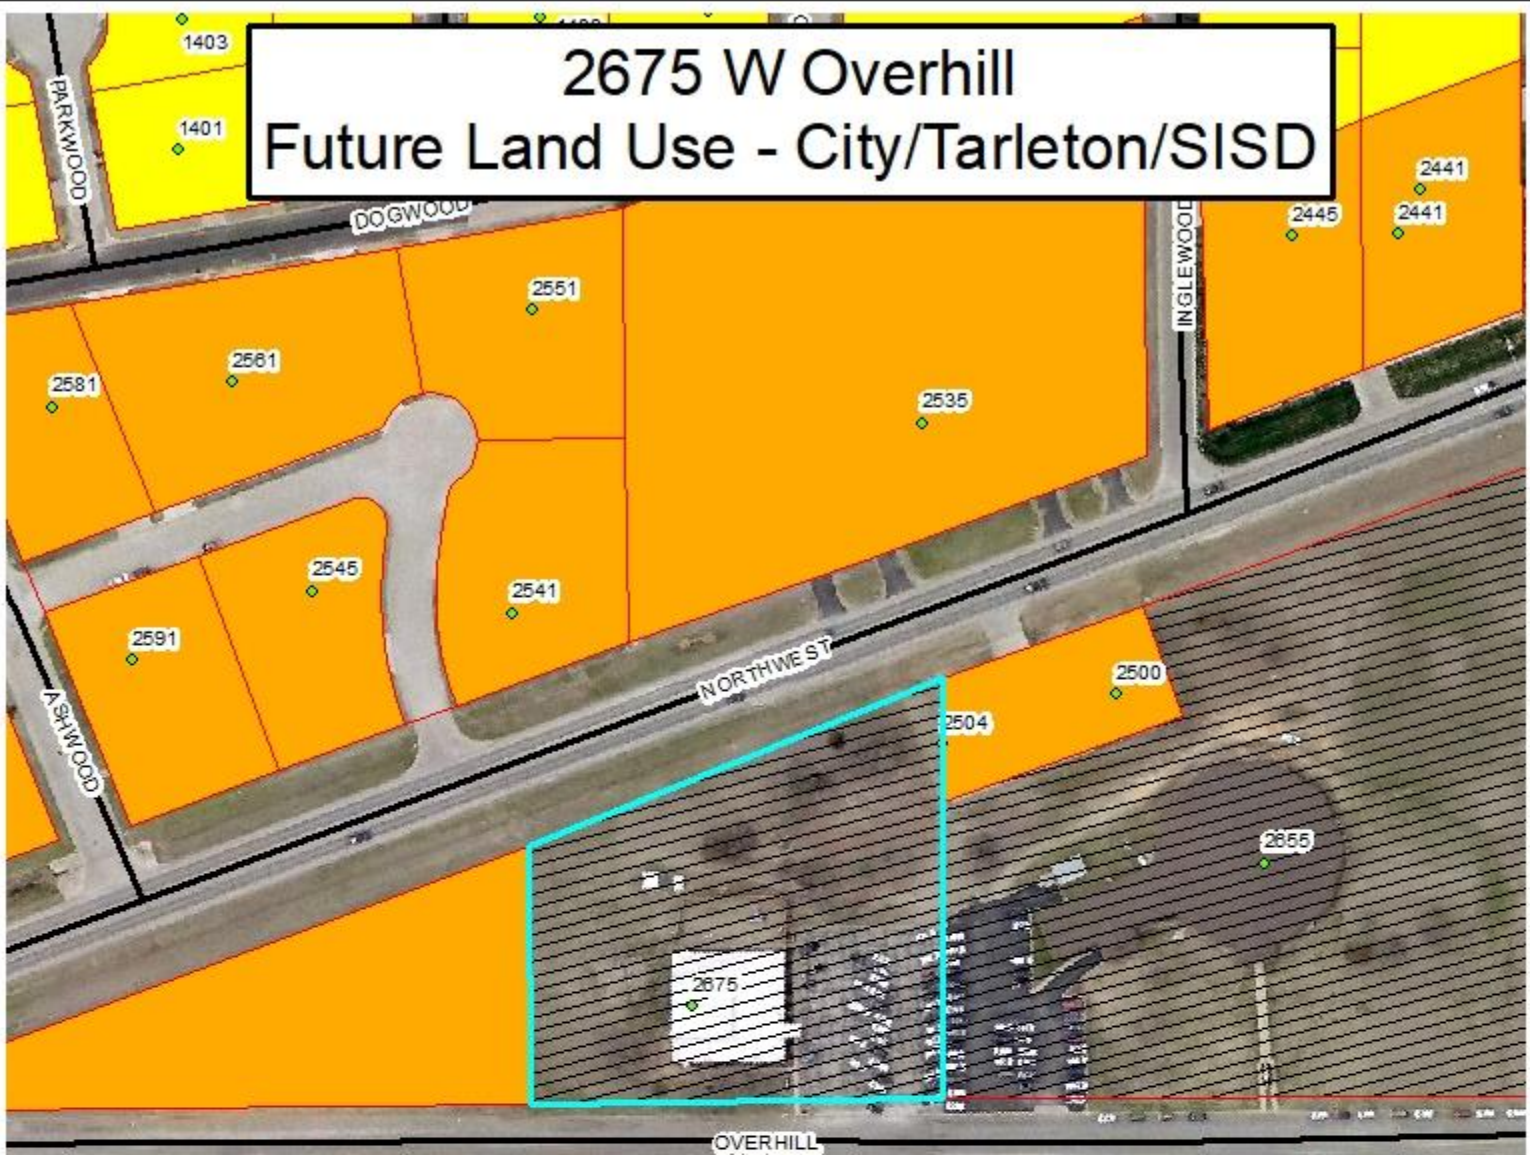 1403
2675 W Overhill
Future Land Use - City/Tarleton/SISD
PARKWOOD
1401
2441
2445
2441
DOGWOOD
INGLEWOOD
2551
2561
2581
2535
2545
2541
2591
NORTHWEST
2500
2504
ASHWOOD
2655
2675
OVERHILL